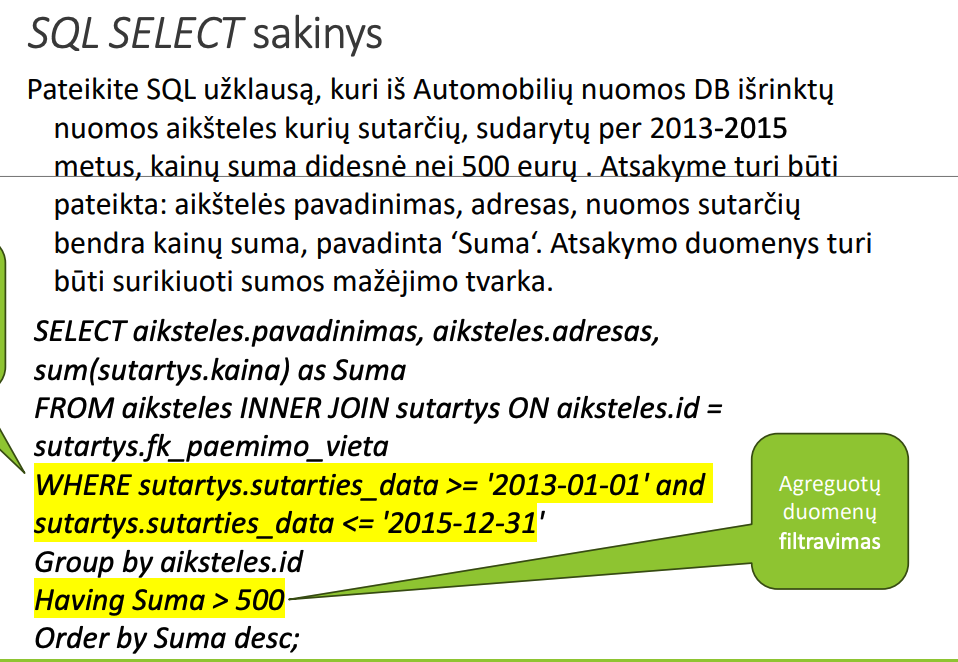 SQL SELECT sakinys
Pateikite SQL užklausą, kuri iš Automobilių nuomos DB išrinktų
nuomos aikšteles kurių sutarčių, sudarytų per 2013-2015
metus, kainų suma didesnė nei 500 eurų . Atsakyme turi būti
pateikta: aikštelės pavadinimas, adresas, nuomos sutarčių
bendra kainų suma, pavadinta ‘Suma‘. Atsakymo duomenys turi
būti surikiuoti sumos mažėjimo tvarka.
SELECT aiksteles.pavadinimas, aiksteles.adresas,
sum(sutartys.kaina) as Suma
FROM aiksteles INNER JOIN sutartys ON aiksteles.id =
sutartys.fk_paemimo_vieta
WHERE sutartys.sutarties_data >= '2013-01-01' and
sutartys.sutarties_data <= '2015-12-31'
Group by aiksteles.id
Having Suma > 500
Order by Suma desc;
Agreguotų
duomenų
filtravimas